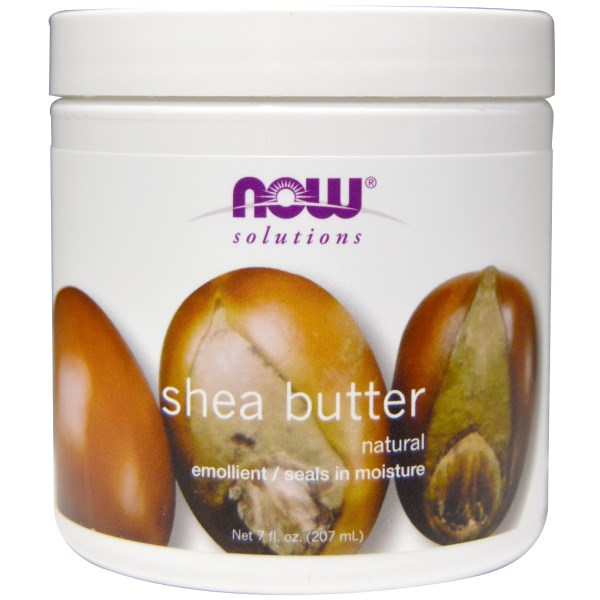 now®
solutions
shea butter
natural
emollient / seals in moisture
Net 7 fl. oz. (207 mL)